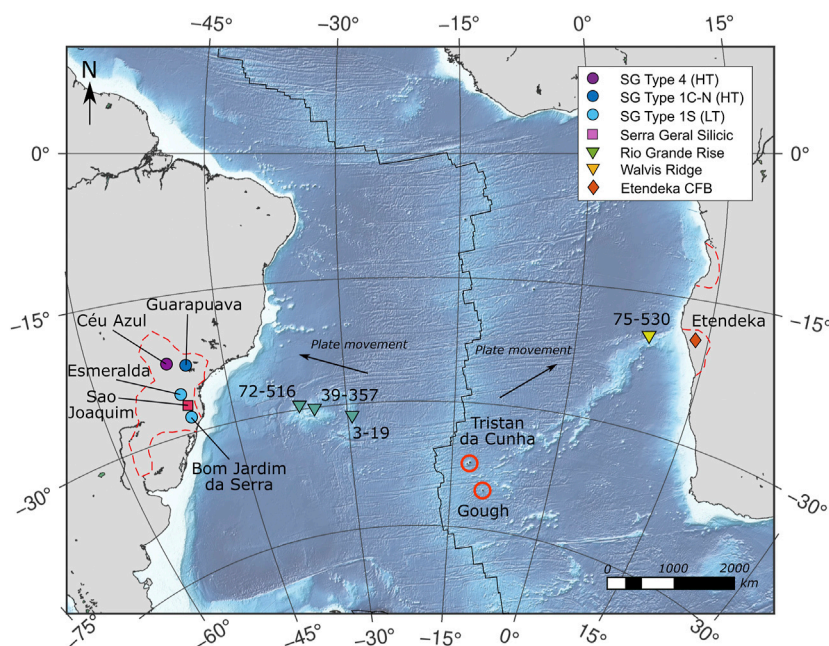 −45° −30° −15° 0° 15°
N
SG Type 4 (HT)
SG Type 1C-N (HT)
SG Type 1S (LT)
Serra Geral Silicic
Rio Grande Rise
Walvis Ridge
Etendeka CFB
0° 0°
−15° −15°
Guarapuava
Céu Azul
Esmeralda
Sao
Joaquim
Bom Jardim
da Serra
Plate movement
Plate movement
75-530
Etendeka
72-516
39-357
3-19
Tristan
da Cunha
Gough
−30° −30°
0 1000 2000
km
−75° −60° −45° −30° −15° 0° 15° 30°